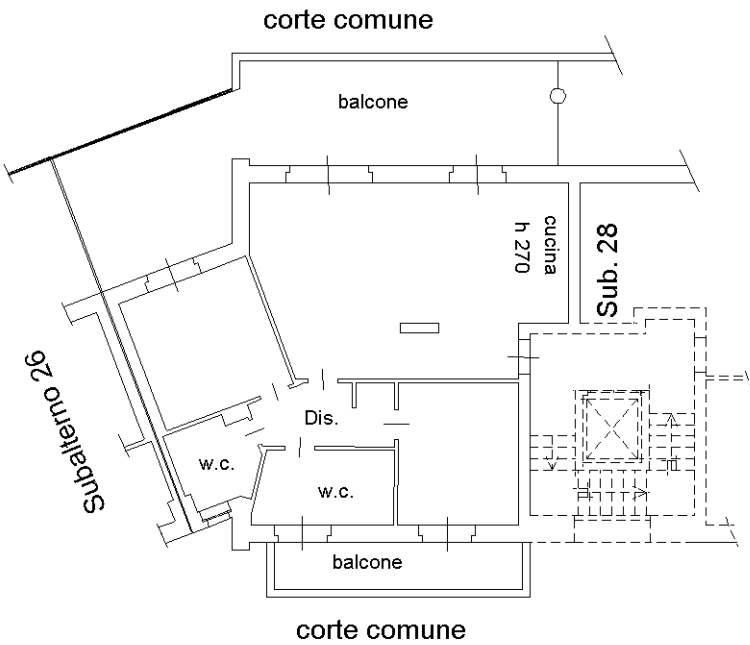 corte comune
balcone
cucina
h 270
Sub. 28
Subalterno 26
Dis.
w.c.
w.c.
balcone
corte comune